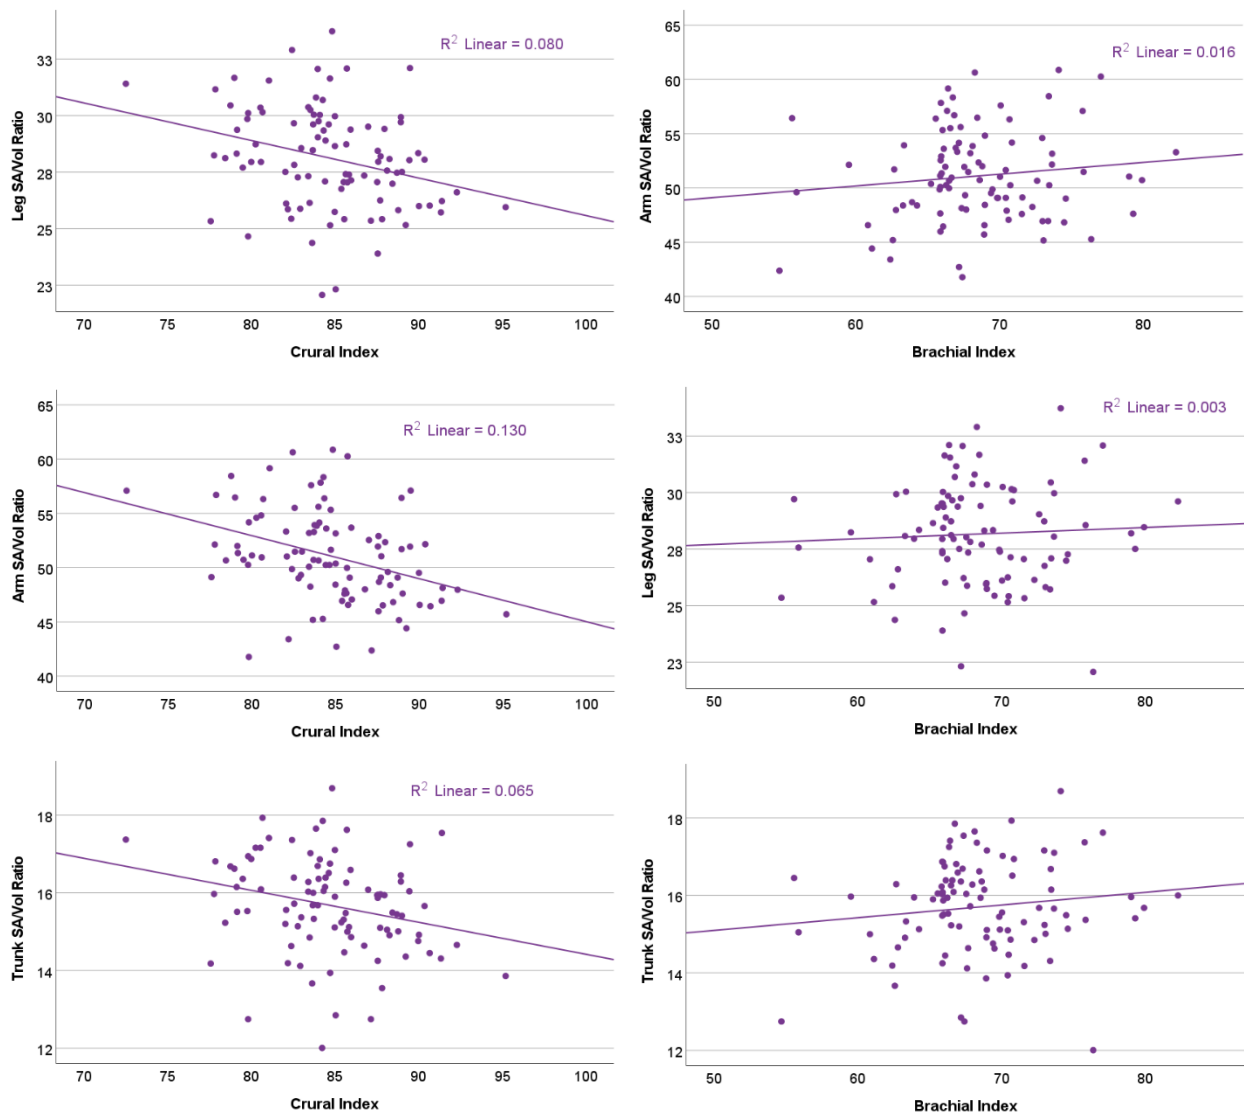 R² Linear = 0.080
Leg SA/Vol Ratio
33
30
28
25
23
70 75 80 85 90 95 100
Crural Index
R² Linear = 0.016
Arm SA/Vol Ratio
65
60
55
50
45
40
50 60 70 80
Brachial Index
R² Linear = 0.130
Arm SA/Vol Ratio
65
60
55
50
45
40
70 75 80 85 90 95 100
Crural Index
R² Linear = 0.003
Leg SA/Vol Ratio
33
30
28
25
23
50 60 70 80
Brachial Index
R² Linear = 0.065
Trunk SA/Vol Ratio
18
16
14
12
70 75 80 85 90 95 100
Crural Index
Trunk SA/Vol Ratio
18
16
14
12
50 60 70 80
Brachial Index